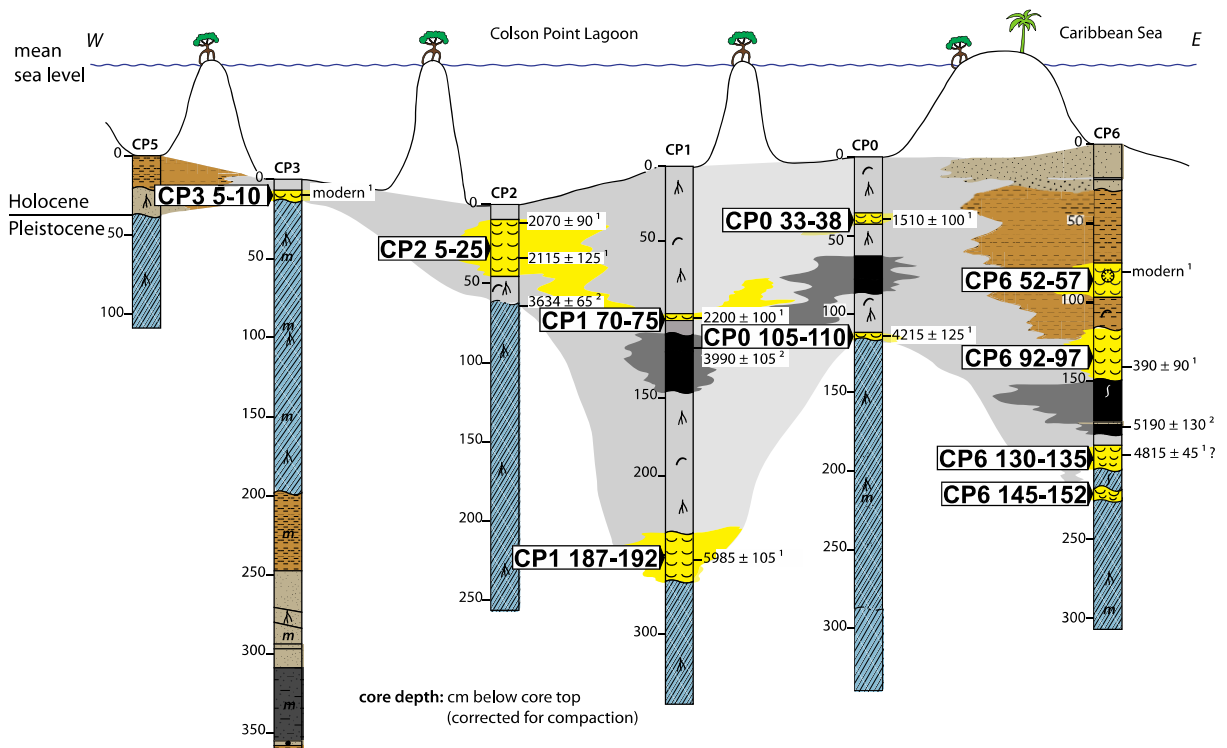 W
Colson Point Lagoon
Caribbean Sea
E
mean
sea level
Holocene
Pleistocene
CP5
0
50
100
CP3
0
50
100
150
200
250
300
350
CP3 5-10
modern ¹
m
m
m
m
m
m
CP2
0
50
100
150
200
250
CP2 5-25
2070 ± 90 ¹
2115 ± 125 ¹
3634 ± 65 ²
CP1
0
50
100
150
200
300
CP1 70-75
2200 ± 100 ¹
3990 ± 105 ²
CP1 187-192
5985 ± 105 ¹
CP0
0
50
100
150
200
250
300
CP0 33-38
1510 ± 100 ¹
CP0 105-110
4215 ± 125 ¹
m
CP6
0
50
100
150
200
300
CP6 52-57
modern ¹
CP6 92-97
390 ± 90 ¹
5190 ± 130 ²
CP6 130-135
4815 ± 45 ¹ ?
CP6 145-152
m
core depth: cm below core top
(corrected for compaction)